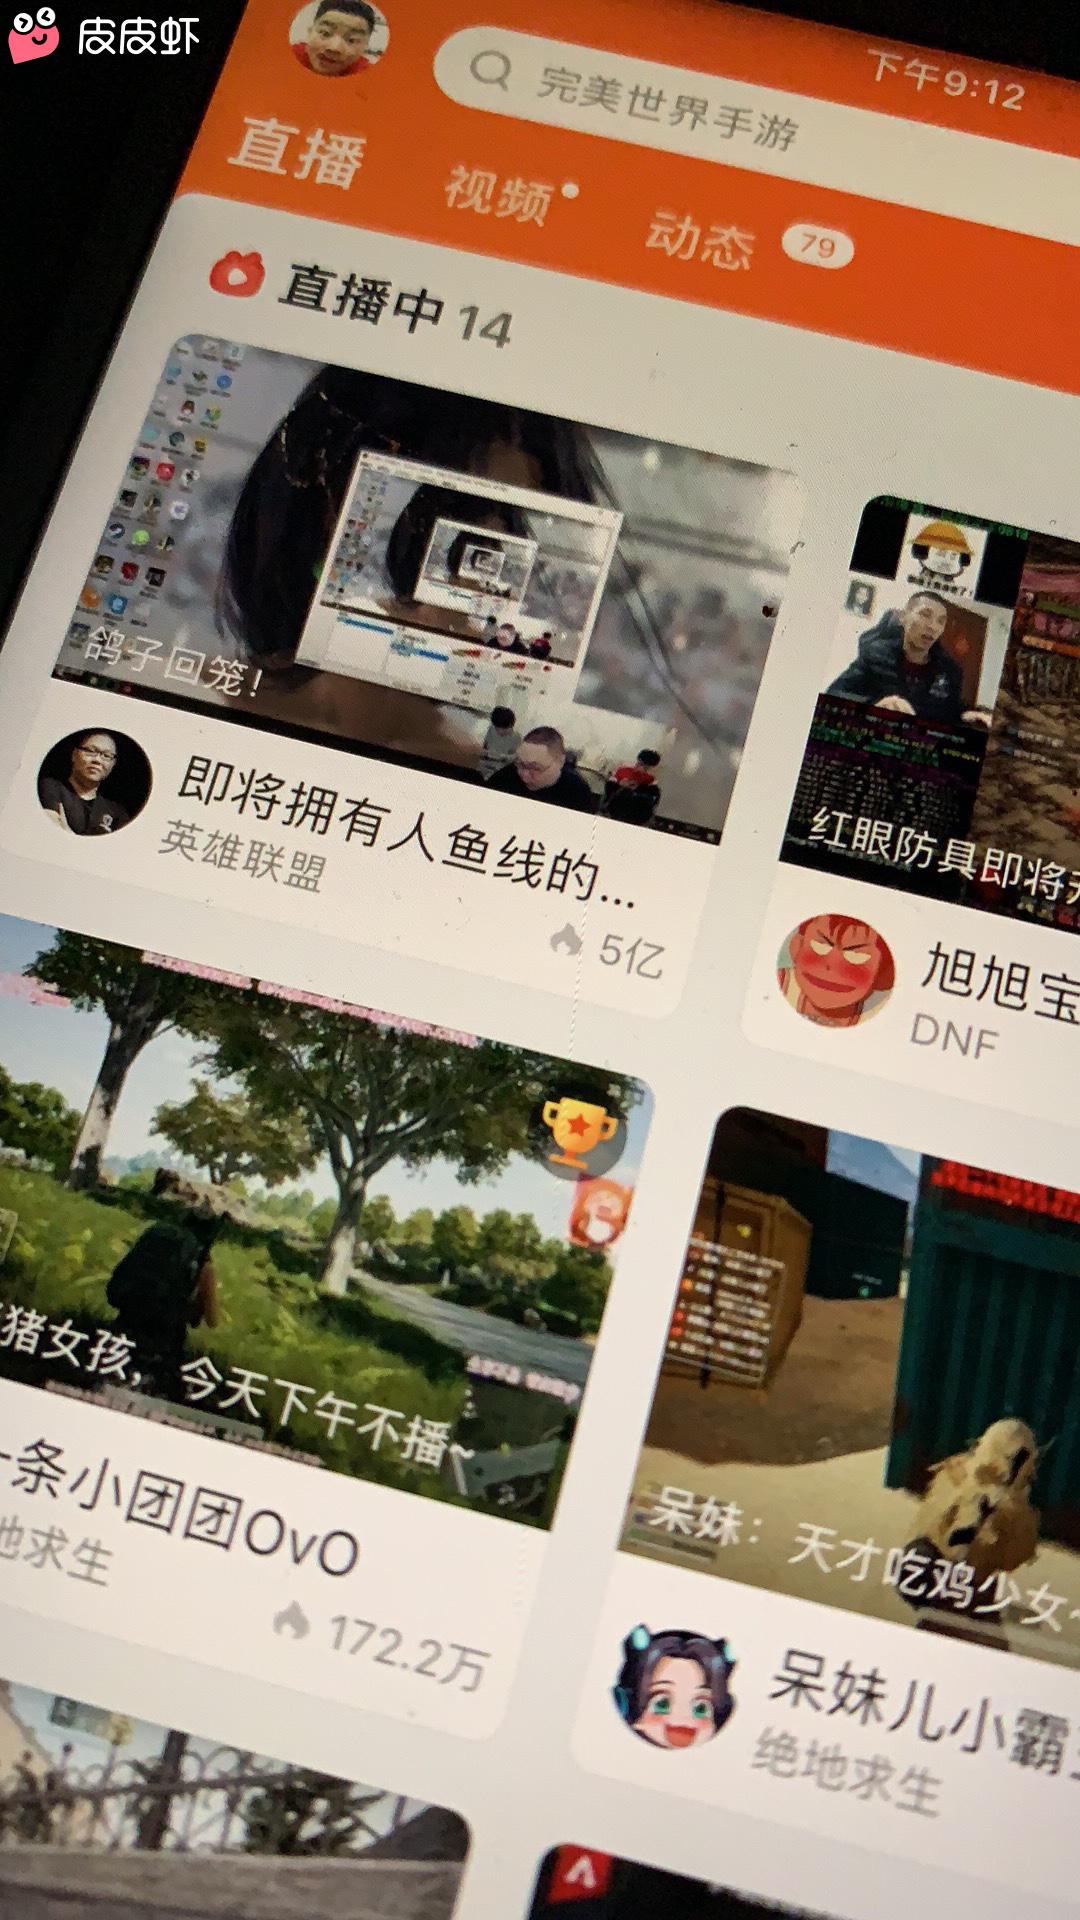 皮皮虾
下午9:12
完美世界手游
直播
视频
动态
79
直播中 14
鸽子回笼！
即将拥有人鱼线的...
英雄联盟
5亿
红眼防具即将
旭旭宝
DNF
猪女孩，今天下午不播~
条小团团OvO
地求生
172.2万
呆妹：天才吃鸡少女
呆妹儿小霸
绝地求生